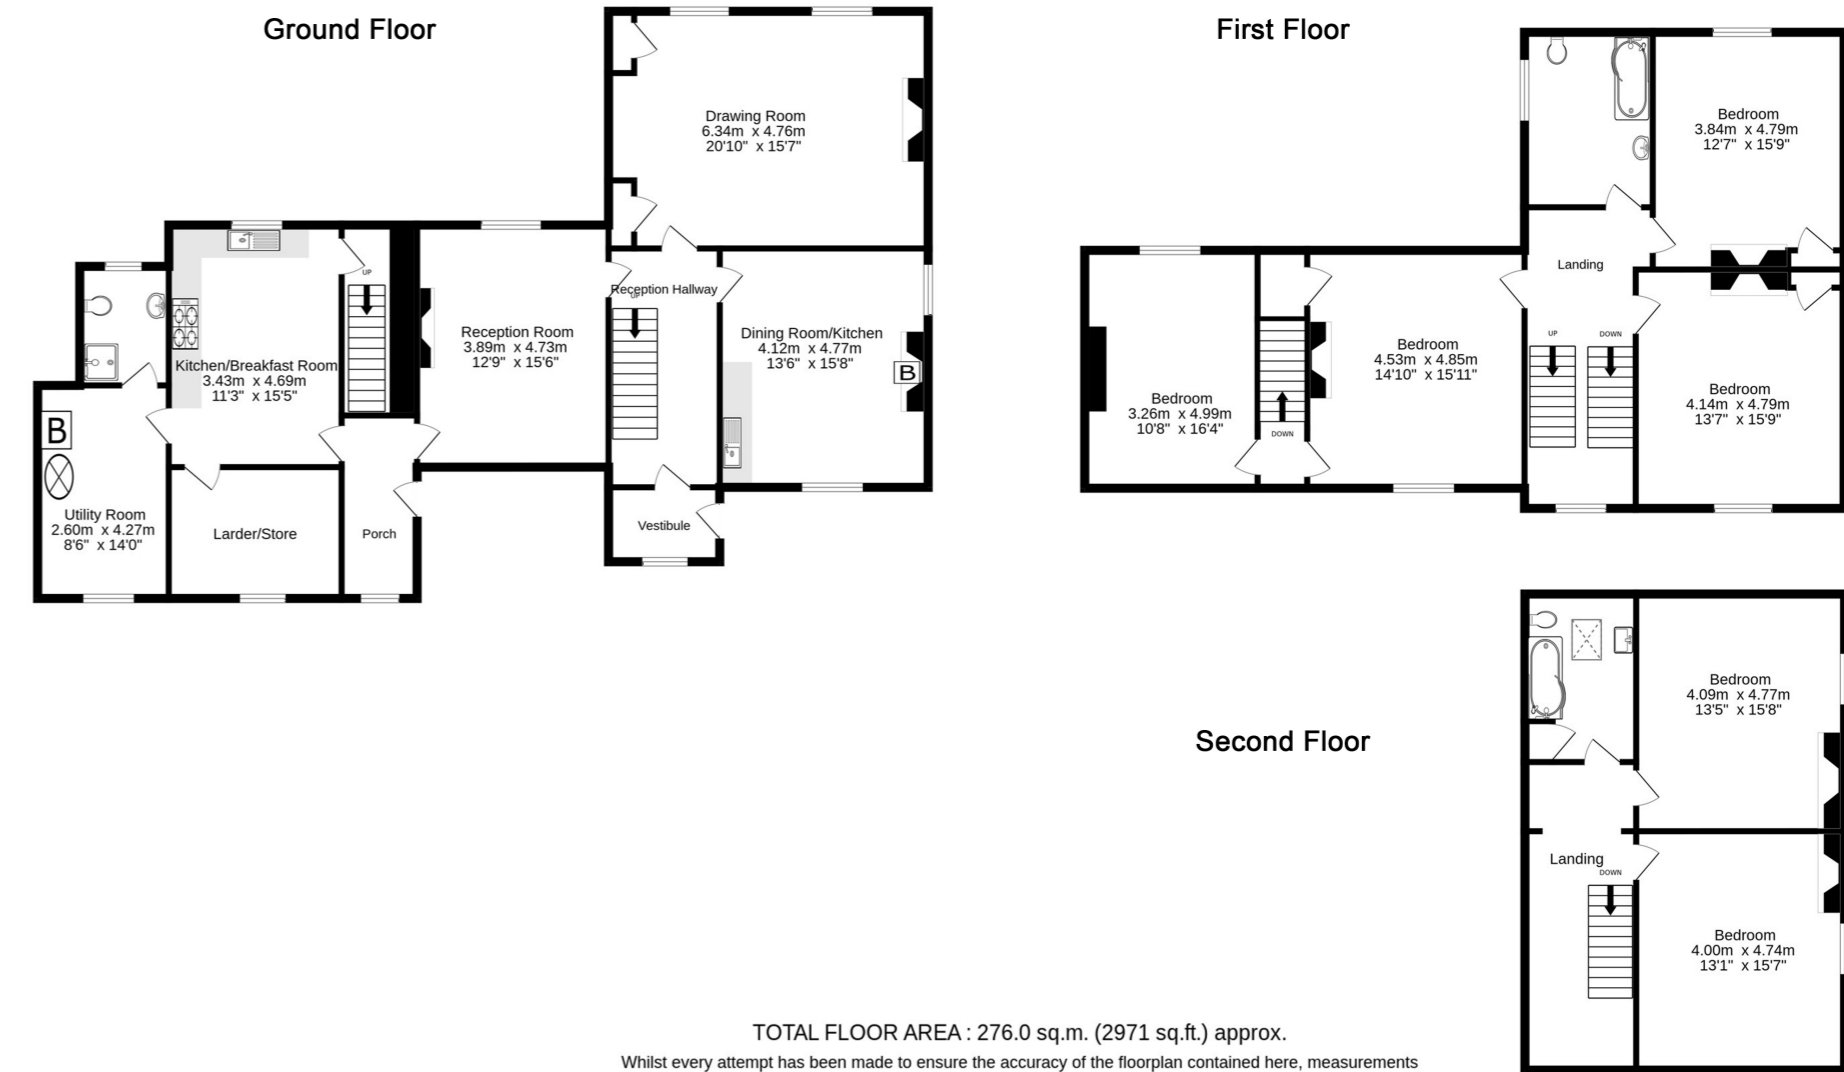 Ground Floor
Drawing Room
6.34m x 4.76m
20'10" x 15'7"
UP
Reception Hallway
UP
Reception Room
3.89m x 4.73m
12'9" x 15'6"
Dining Room/Kitchen
4.12m x 4.77m
13'6" x 15'8"
B
Kitchen/Breakfast Room
3.43m x 4.69m
11'3" x 15'5"
B
Utility Room
2.60m x 4.27m
8'6" x 14'0"
Larder/Store
Porch
Vestibule
First Floor
Bedroom
3.84m x 4.79m
12'7" x 15'9"
Landing
UP
DOWN
Bedroom
4.53m x 4.85m
14'10" x 15'11"
Bedroom
4.14m x 4.79m
13'7" x 15'9"
Bedroom
3.26m x 4.99m
10'8" x 16'4"
DOWN
Second Floor
Bedroom
4.09m x 4.77m
13'5" x 15'8"
Landing
DOWN
Bedroom
4.00m x 4.74m
13'1" x 15'7"
TOTAL FLOOR AREA : 276.0 sq.m. (2971 sq.ft.) approx.
Whilst every attempt has been made to ensure the accuracy of the floorplan contained here, measurements